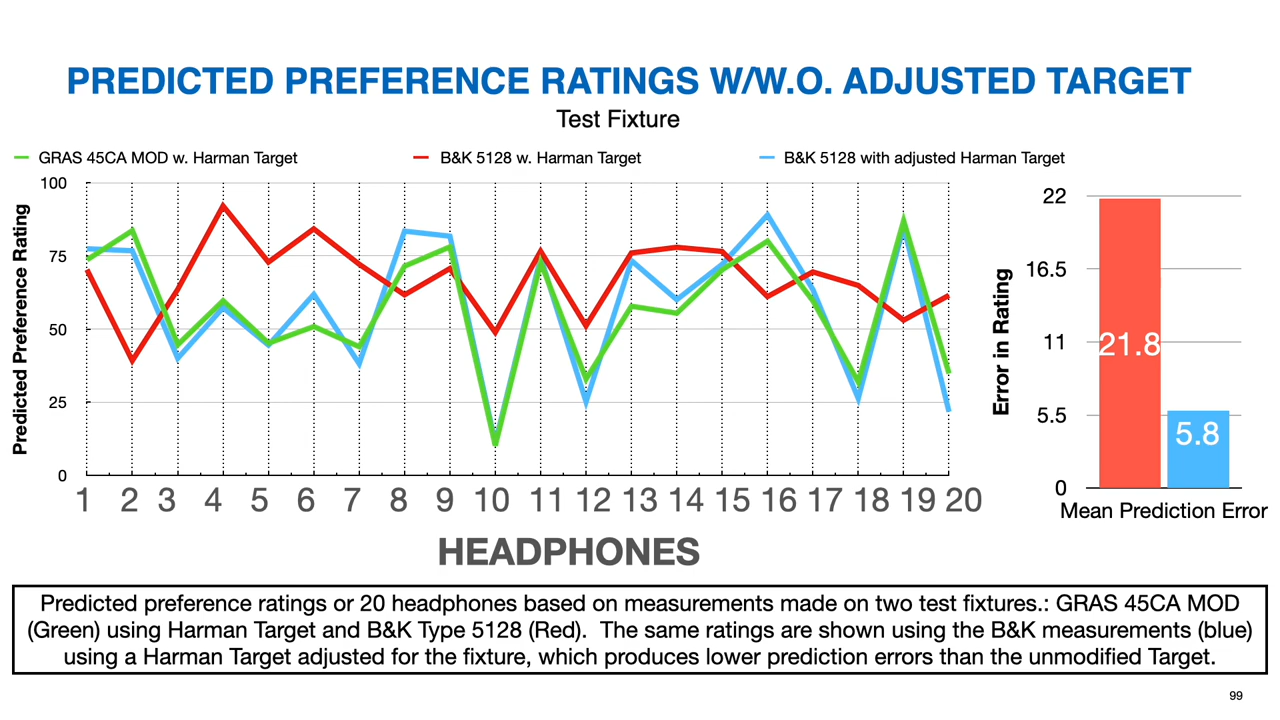 PREDICTED PREFERENCE RATINGS W/W.O. ADJUSTED TARGET
Test Fixture
GRAS 45CA MOD w. Harman Target
B&K 5128 w. Harman Target
B&K 5128 with adjusted Harman Target
Predicted Preference Rating
100
75
50
25
0
1 2 3 4 5 6 7 8 9 10 11 12 13 14 15 16 17 18 19 20
HEADPHONES
Error in Rating
22
16.5
11
5.5
0
21.8
5.8
Mean Prediction Error
Predicted preference ratings or 20 headphones based on measurements made on two test fixtures.: GRAS 45CA MOD
(Green) using Harman Target and B&K Type 5128 (Red). The same ratings are shown using the B&K measurements (blue)
using a Harman Target adjusted for the fixture, which produces lower prediction errors than the unmodified Target.
99